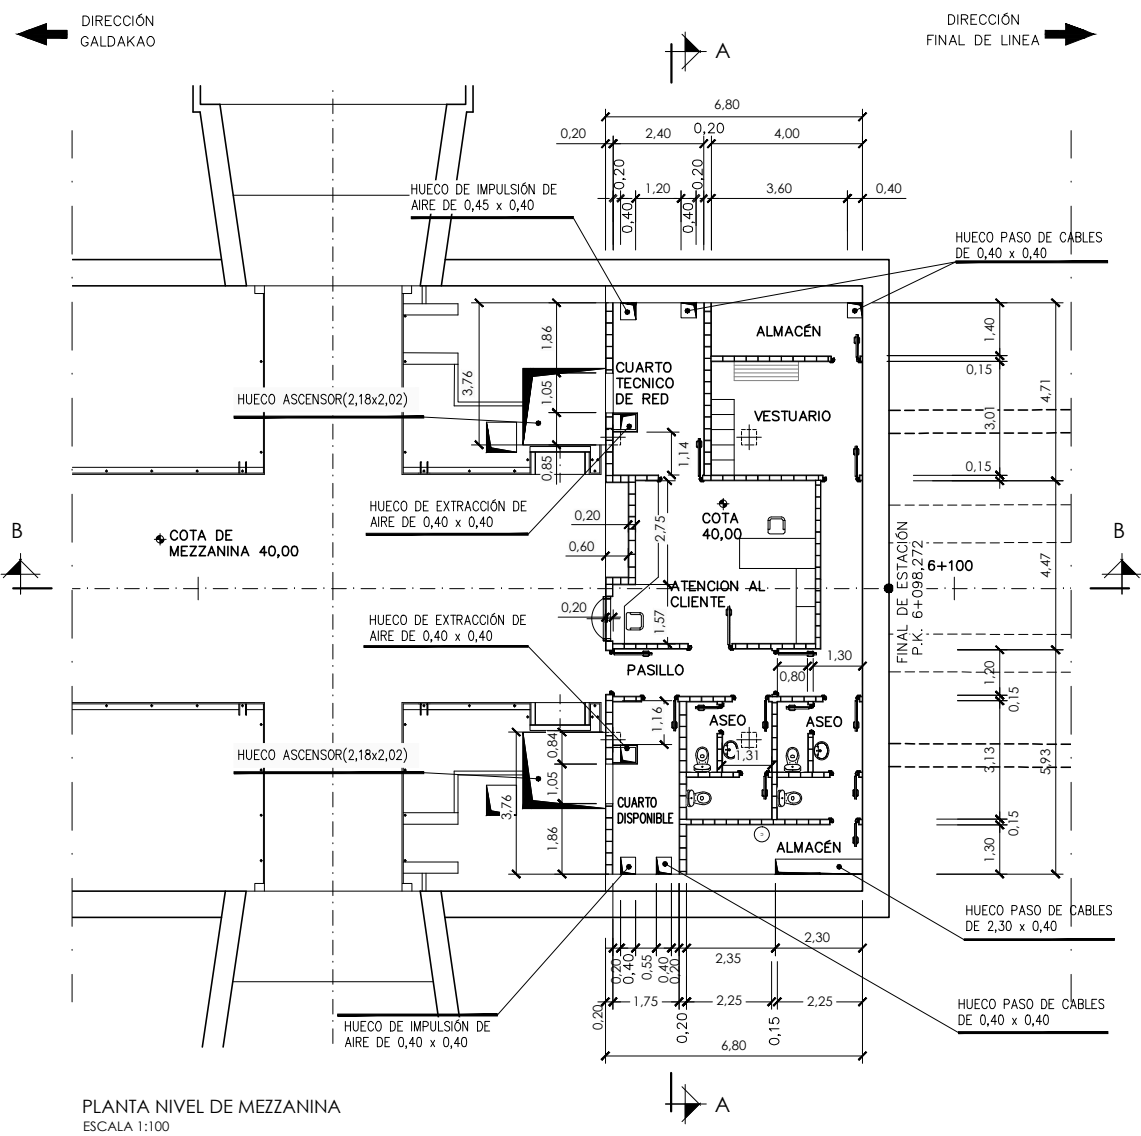 DIRECCIÓN
GALDAKAO
DIRECCIÓN
FINAL DE LINEA
A
6,80
0,20
2,40
0,20
4,00
0,20
0,40
1,20
0,40
0,20
3,60
0,40
HUECO DE IMPULSIÓN DE
AIRE DE 0,45 x 0,40
HUECO PASO DE CABLES
DE 0,40 x 0,40
ALMACÉN
1,86
3,76
1,05
0,85
CUARTO
TECNICO
DE RED
1,40
0,15
4,71
3,01
0,15
HUECO ASCENSOR(2,18x2,02)
VESTUARIO
1,14
HUECO DE EXTRACCIÓN DE
AIRE DE 0,40 x 0,40
0,20
2,75
0,60
COTA
40,00
B
COTA DE
MEZZANINA 40,00
B
FINAL DE ESTACIÓN
P.K. 6+098,272
6+100
4,47
ATENCION AL
CLIENTE
0,20
1,57
HUECO DE EXTRACCIÓN DE
AIRE DE 0,40 x 0,40
PASILLO
1,30
0,80
1,20
0,15
1,16
ASEO
ASEO
1,31
HUECO ASCENSOR(2,18x2,02)
0,84
1,05
3,76
1,86
3,13
5,93
0,15
1,30
CUARTO
DISPONIBLE
ALMACÉN
HUECO PASO DE CABLES
DE 2,30 x 0,40
2,30
2,35
0,20
0,40
0,55
0,40
0,20
0,20
1,75
0,20
2,25
0,15
2,25
6,80
HUECO PASO DE CABLES
DE 0,40 x 0,40
HUECO DE IMPULSIÓN DE
AIRE DE 0,40 x 0,40
A
PLANTA NIVEL DE MEZZANINA
ESCALA 1:100